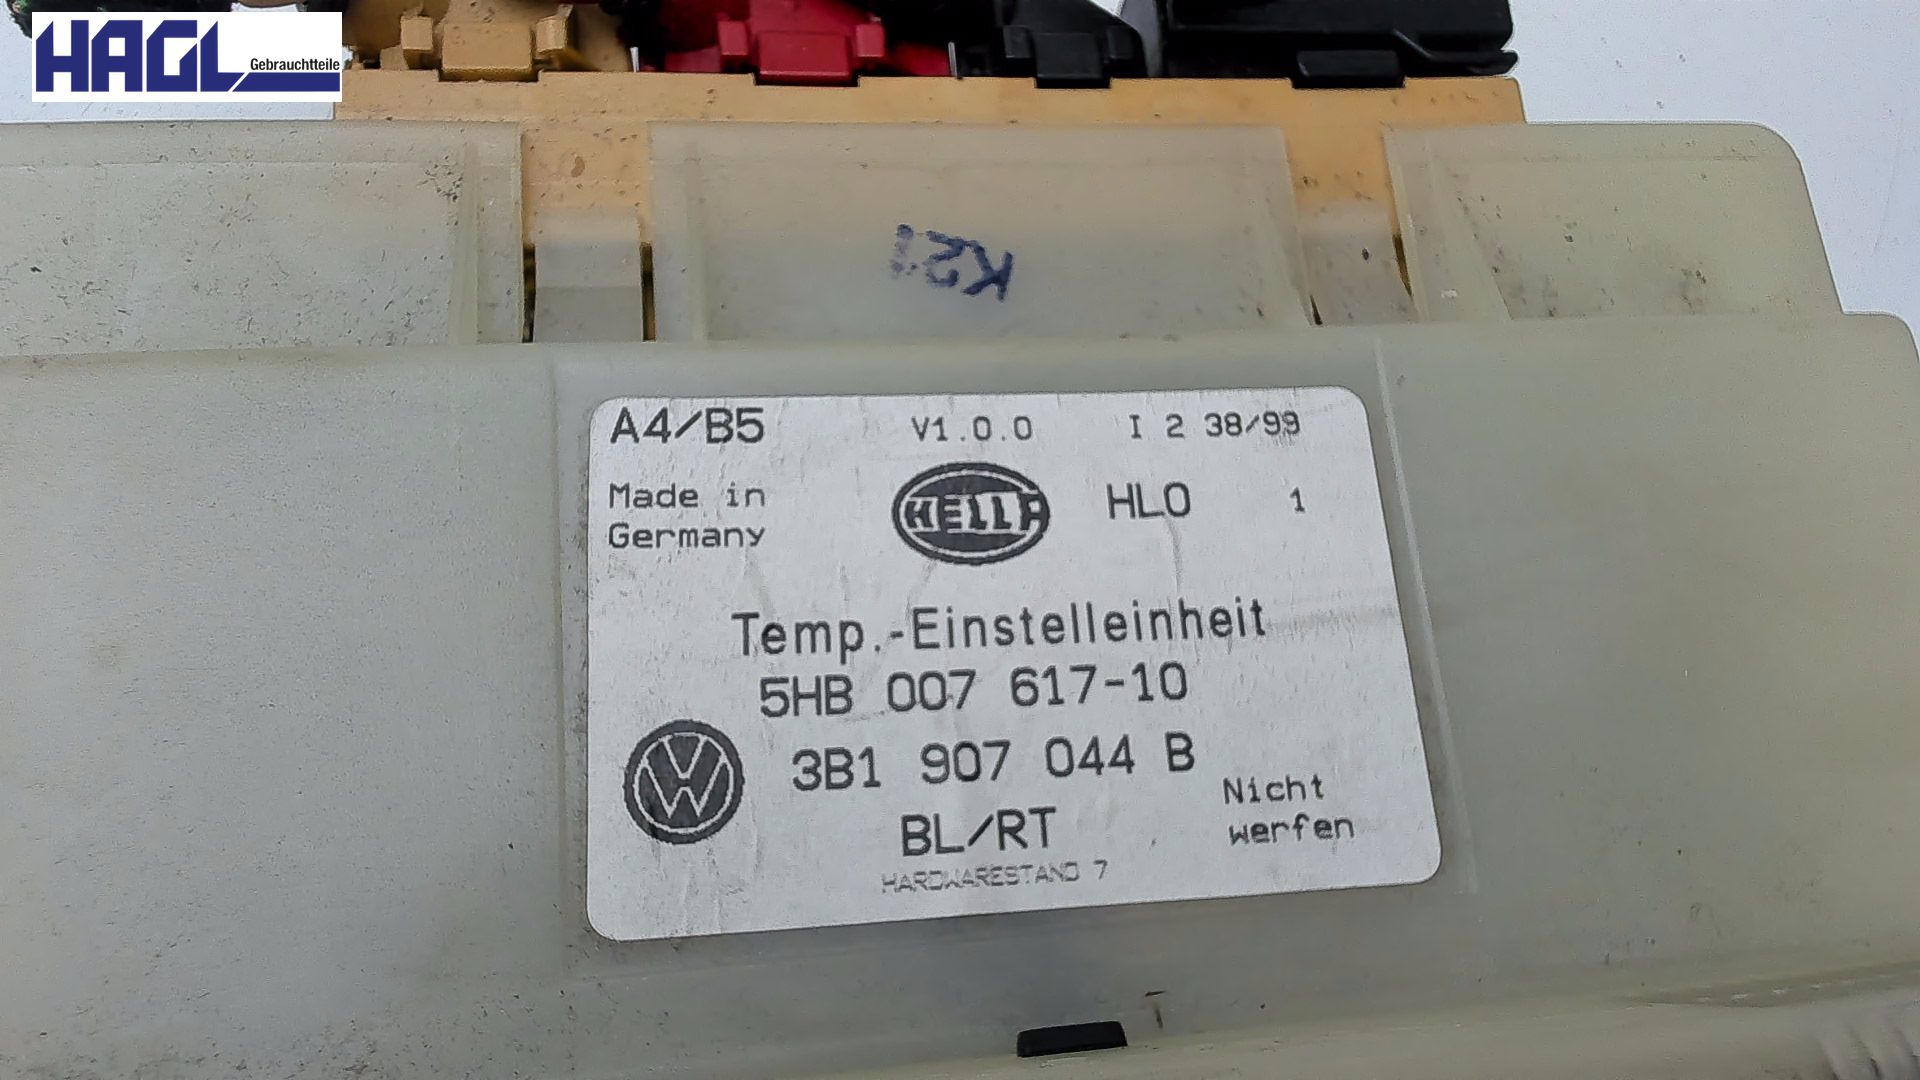 HAGL Gebrauchtteile
K21
A4/B5 V1.0.0 I 2 38/99
Made in
Germany
HELLA HLO 1
Temp.-Einstelleinheit
5HB 007 617-10
3B1 907 044 B
Nicht
werfen
BL/RT
HARDWARESTAND 7